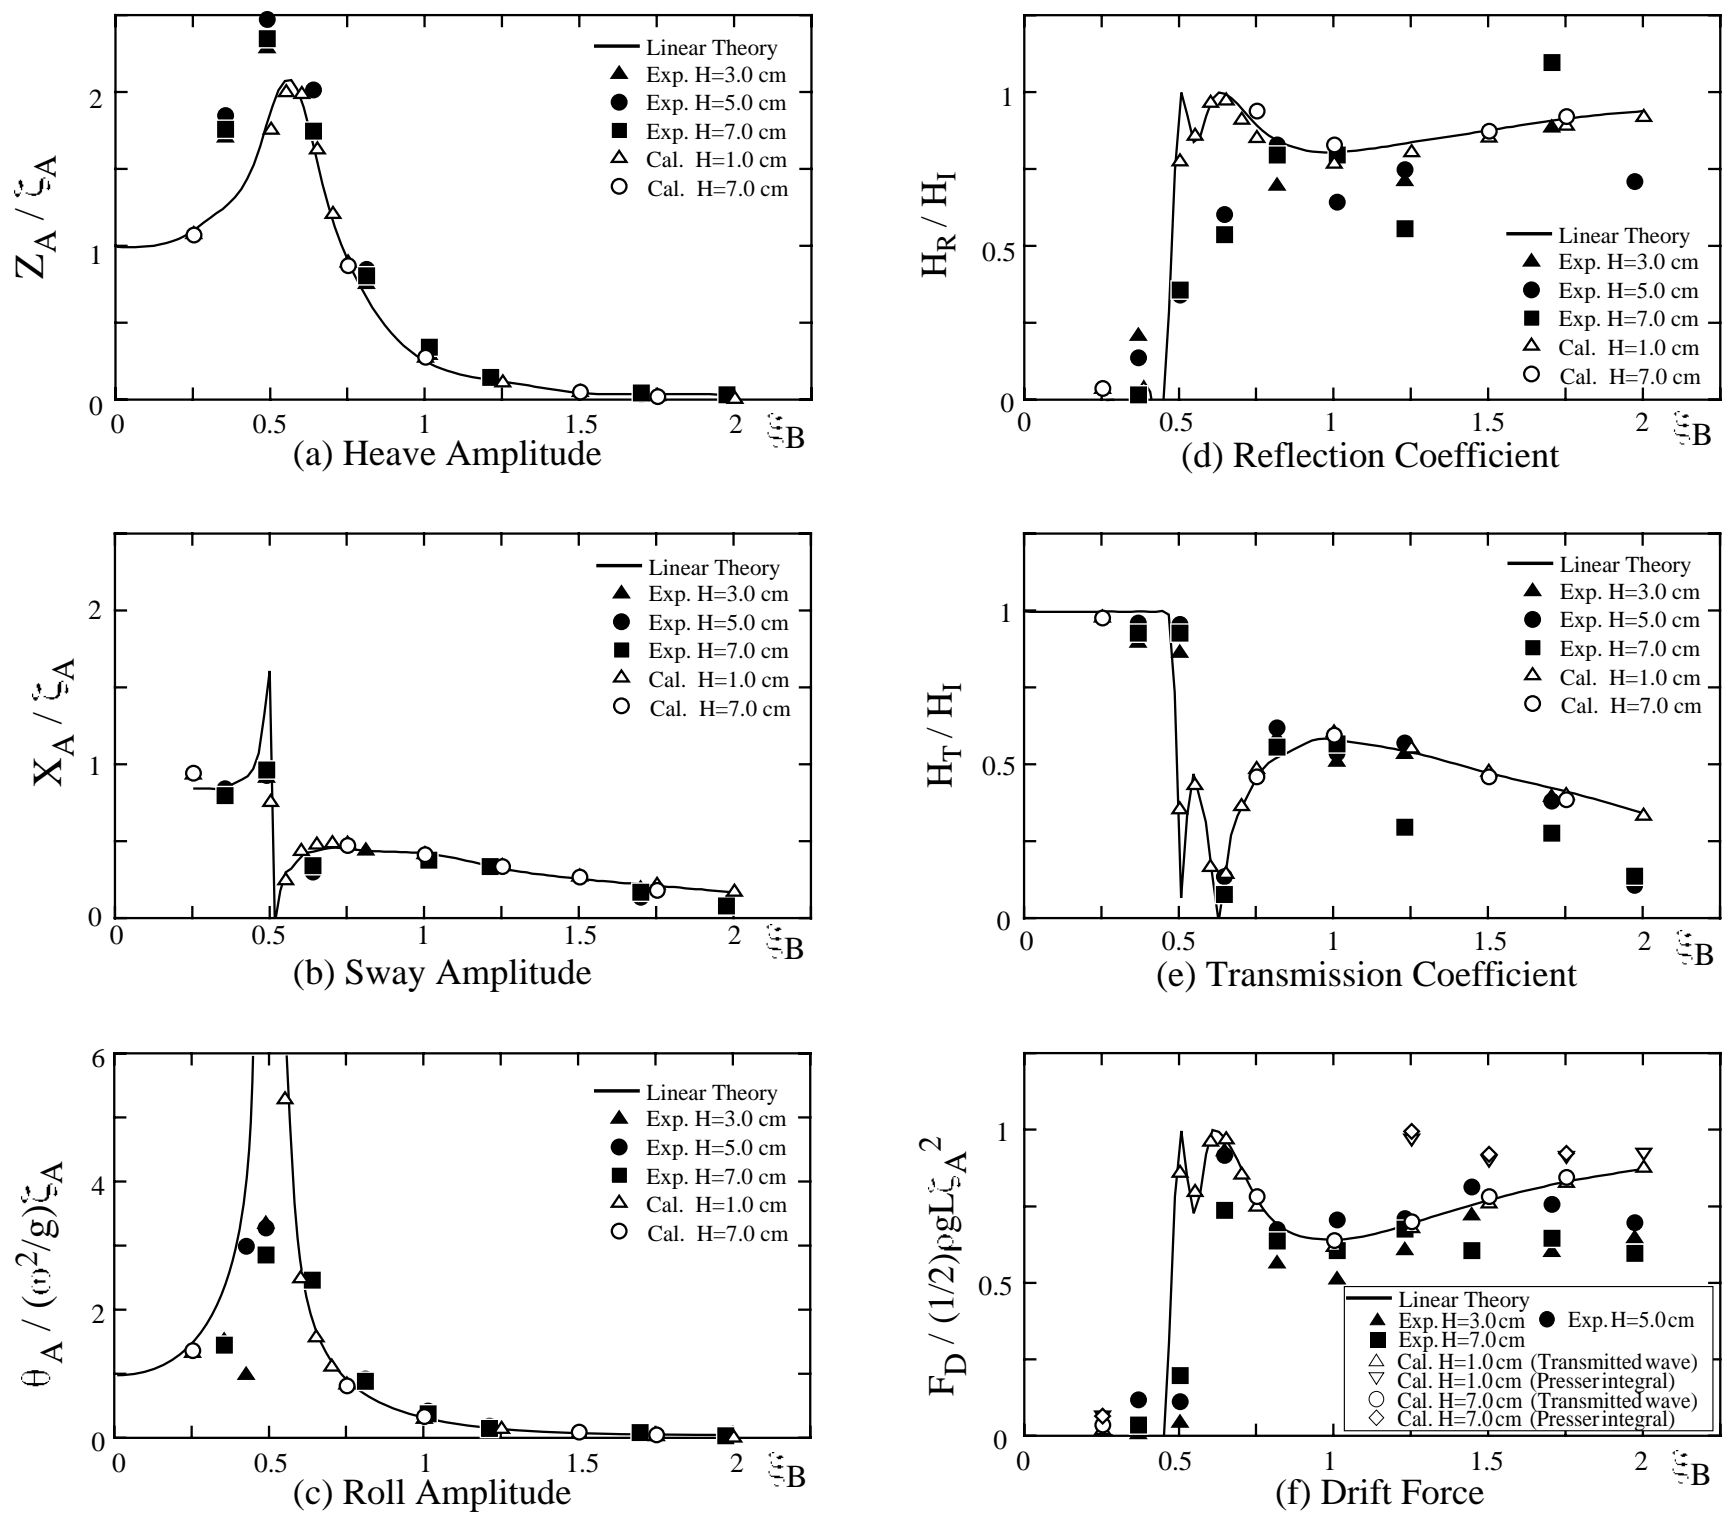 2
1
0
0
0.5
1
1.5
2
ξB
Z_A / ζ_A
Linear Theory
Exp. H=3.0 cm
Exp. H=5.0 cm
Exp. H=7.0 cm
Cal. H=1.0 cm
Cal. H=7.0 cm
(a) Heave Amplitude
2
1
0
0
0.5
1
1.5
2
ξB
X_A / ζ_A
Linear Theory
Exp. H=3.0 cm
Exp. H=5.0 cm
Exp. H=7.0 cm
Cal. H=1.0 cm
Cal. H=7.0 cm
(b) Sway Amplitude
6
4
2
0
0
0.5
1
1.5
2
ξB
θ_A / (ω²/g)ζ_A
Linear Theory
Exp. H=3.0 cm
Exp. H=5.0 cm
Exp. H=7.0 cm
Cal. H=1.0 cm
Cal. H=7.0 cm
(c) Roll Amplitude
1
0.5
0
0
0.5
1
1.5
2
ξB
H_R / H_I
Linear Theory
Exp. H=3.0 cm
Exp. H=5.0 cm
Exp. H=7.0 cm
Cal. H=1.0 cm
Cal. H=7.0 cm
(d) Reflection Coefficient
1
0.5
0
0
0.5
1
1.5
2
ξB
H_T / H_I
Linear Theory
Exp. H=3.0 cm
Exp. H=5.0 cm
Exp. H=7.0 cm
Cal. H=1.0 cm
Cal. H=7.0 cm
(e) Transmission Coefficient
1
0.5
0
0
0.5
1
1.5
2
ξB
F_D / (1/2)ρgLζ_A²
Linear Theory
Exp. H=3.0 cm Exp. H=5.0 cm
Exp. H=7.0 cm
Cal. H=1.0 cm (Transmitted wave)
Cal. H=1.0 cm (Presser integral)
Cal. H=7.0 cm (Transmitted wave)
Cal. H=7.0 cm (Presser integral)
(f) Drift Force